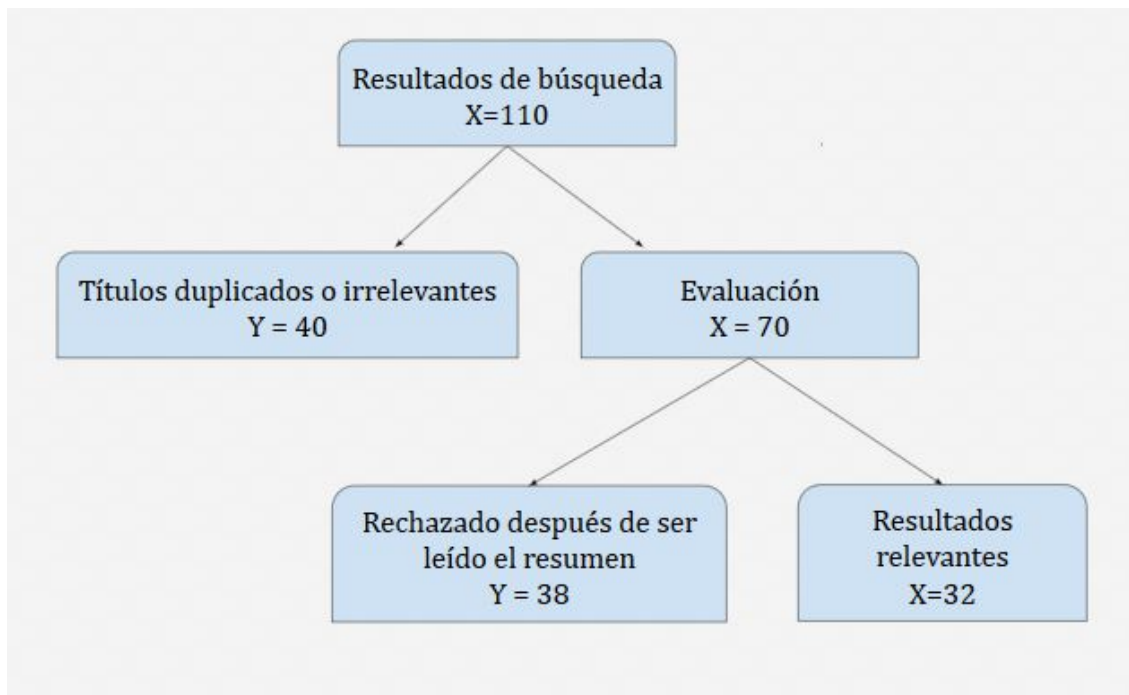 Resultados de búsqueda
X=110
Títulos duplicados o irrelevantes
Y = 40
Evaluación
X = 70
Rechazado después de ser
leído el resumen
Y = 38
Resultados
relevantes
X=32